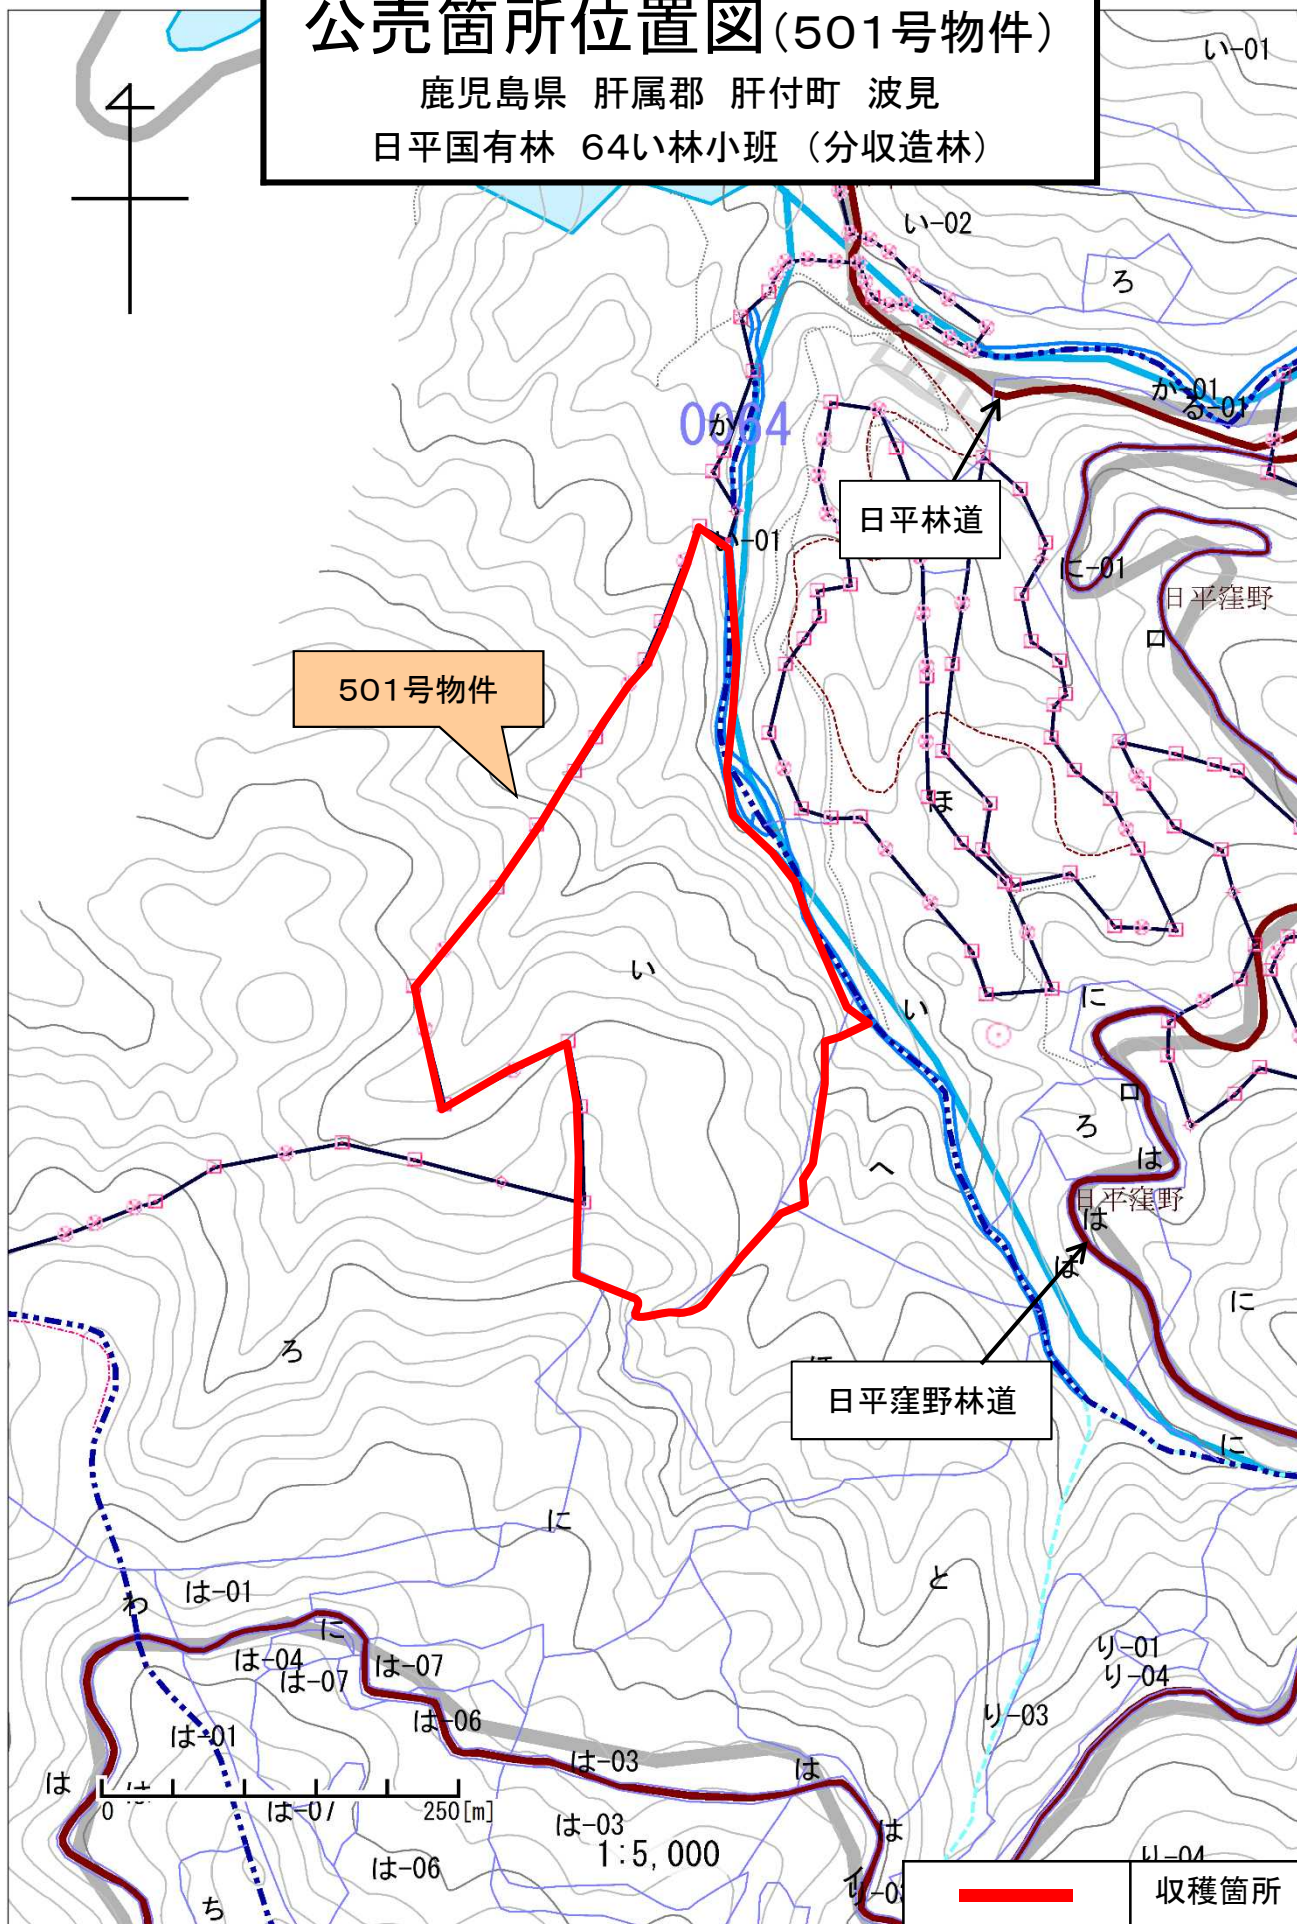 公売箇所位置図(501号物件)
鹿児島県 肝属郡 肝付町 波見
日平国有林 64い林小班 (分収造林)
い-01
い-02
ろ
か-01
る-01
0064
か
日平林道
い-01
に-01
日平窪野
ロ
501号物件
ほ
い
い
に
ロ
ろ
は
へ
日平窪野
は
は
に
ろ
日平窪野林道
に
に
と
は-01
わ
に
は-04
は-07
は-07
り-01
り-04
は-06
り-03
は-01
は-03
は
は
0
は-07
250[m]
は-03
は
1:5,000
は-06
り-04
イ
ち
収穫箇所